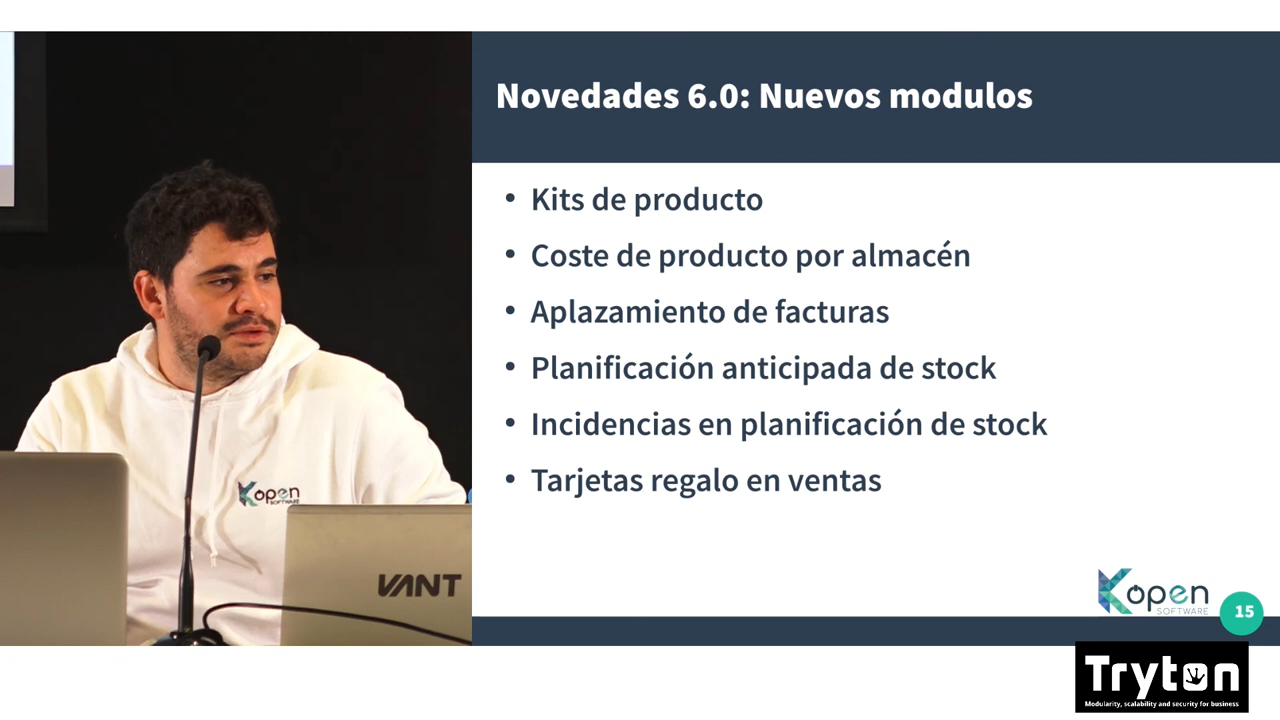 Novedades 6.0: Nuevos modulos
• Kits de producto
• Coste de producto por almacén
• Aplazamiento de facturas
• Planificación anticipada de stock
• Incidencias en planificación de stock
• Tarjetas regalo en ventas
Kopen
SOFTWARE
VANT
Kopen
SOFTWARE
15
Tryton
Modularity, scalability and security for business